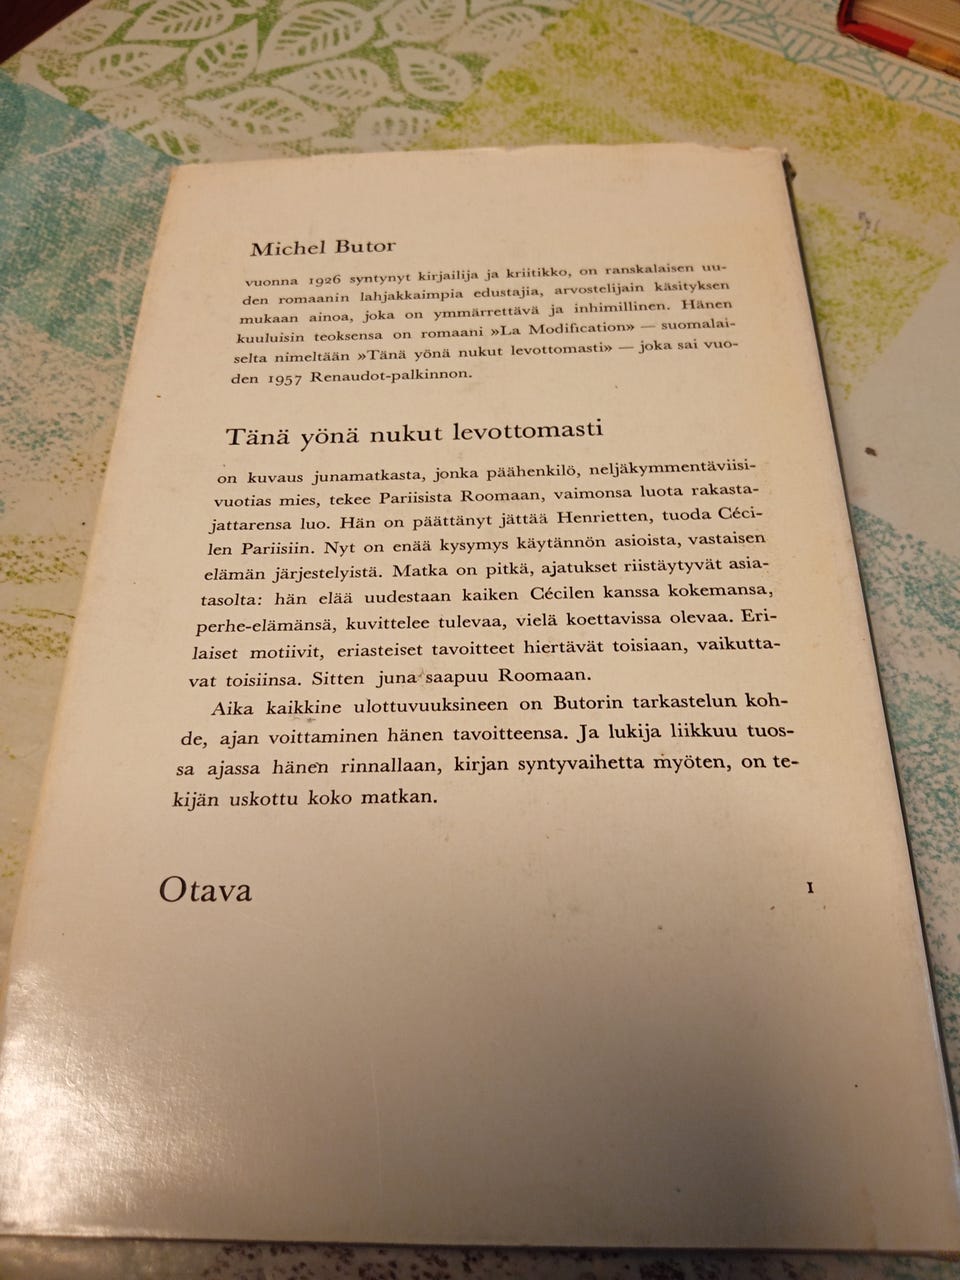 Michel Butor
vuonna 1926 syntynyt kirjailija ja kriitikko, on ranskalaisen uu-
den romaanin lahjakkaimpia edustajia, arvostelijain käsityksen
mukaan ainoa, joka on ymmärrettävä ja inhimillinen. Hänen
kuuluisin teoksensa on romaani »La Modification» — suomalai-
selta nimeltään »Tänä yönä nukut levottomasti» — joka sai vuo-
den 1957 Renaudot-palkinnon.
Tänä yönä nukut levottomasti
on kuvaus junamatkasta, jonka päähenkilö, neljäkymmentäviisi-
vuotias mies, tekee Pariisista Roomaan, vaimonsa luota rakasta-
jattarensa luo. Hän on päättänyt jättää Henrietten, tuoda Céci-
len Pariisiin. Nyt on enää kysymys käytännön asioista, vastaisen
elämän järjestelyistä. Matka on pitkä, ajatukset riistäytyvät asia-
tasolta: hän elää uudestaan kaiken Cécilen kanssa kokemansa,
perhe-elämänsä, kuvittelee tulevaa, vielä koettavissa olevaa. Eri-
laiset motiivit, eriasteiset tavoitteet hiertävät toisiaan, vaikutta-
vat toisiinsa. Sitten juna saapuu Roomaan.
Aika kaikkine ulottuvuuksineen on Butorin tarkastelun koh-
de, ajan voittaminen hänen tavoitteensa. Ja lukija liikkuu tuos-
sa ajassa hänen rinnallaan, kirjan syntyvaihetta myöten, on te-
kijän uskottu koko matkan.
Otava
I